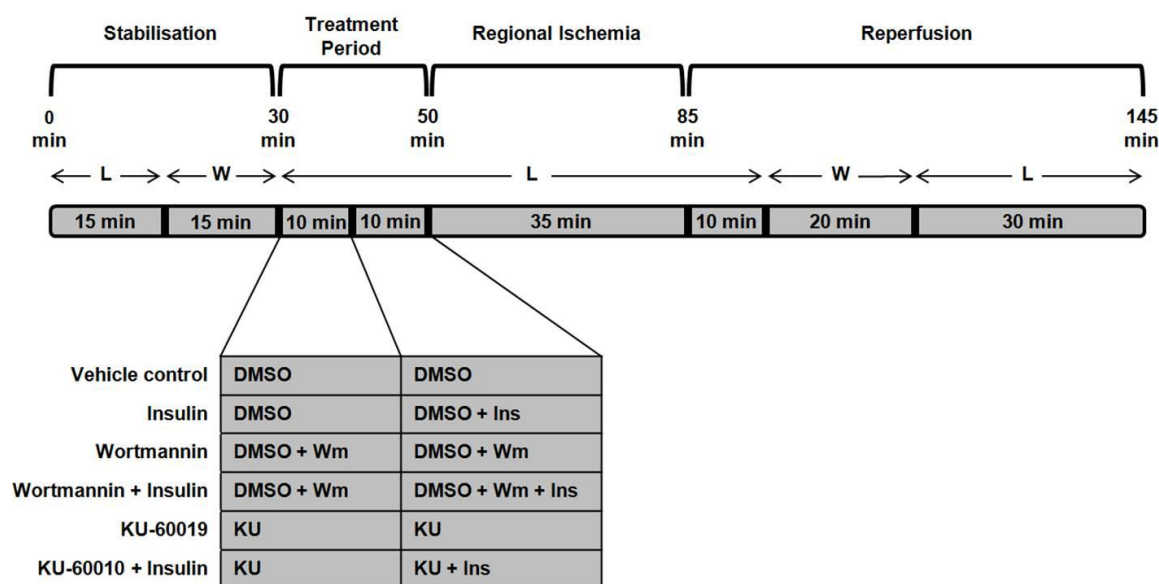 Stabilisation
Treatment
Period
Regional Ischemia
Reperfusion
0
min
30
min
50
min
85
min
145
min
L
W
L
W
L
15 min
15 min
10 min
10 min
35 min
10 min
20 min
30 min
Vehicle control DMSO DMSO
Insulin DMSO DMSO + Ins
Wortmannin DMSO + Wm DMSO + Wm
Wortmannin + Insulin DMSO + Wm DMSO + Wm + Ins
KU-60019 KU KU
KU-60010 + Insulin KU KU + Ins